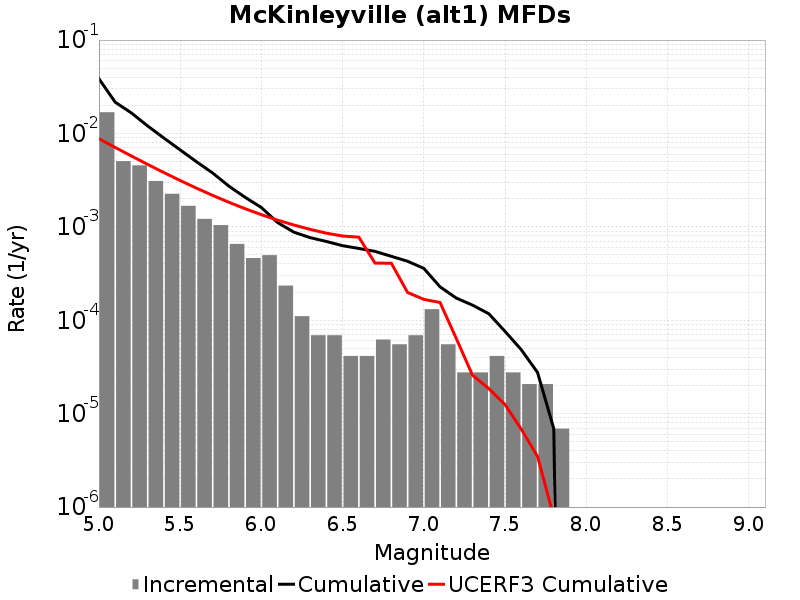 McKinleyville (alt1) MFDs
10-1
10-2
10-3
10-4
10-5
10-6
Rate (1/yr)
5.0 5.5 6.0 6.5 7.0 7.5 8.0 8.5 9.0
Magnitude
Incremental Cumulative UCERF3 Cumulative